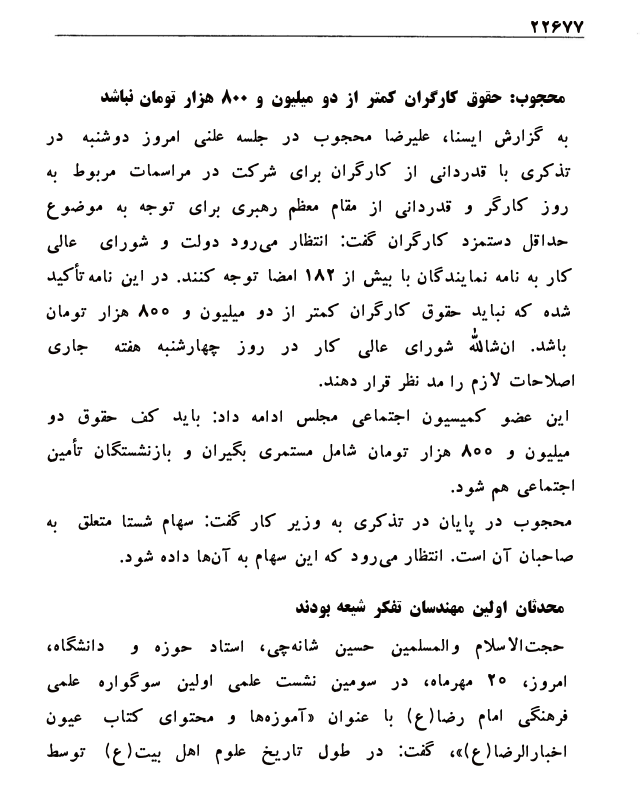 ۲۲۶۷۷
محجوب: حقوق کارگران کمتر از دو میلیون و ۸۰۰ هزار تومان نباشد
به گزارش ایسنا، علیرضا محجوب در جلسه علنی امروز دوشنبه در
تذکری با قدردانی از کارگران برای شرکت در مراسمات مربوط به
روز کارگر و قدردانی از مقام معظم رهبری برای توجه به موضوع
حداقل دستمزد کارگران گفت: انتظار می‌رود دولت و شورای عالی
کار به نامه نمایندگان با بیش از ۱۸۲ امضا توجه کنند. در این نامه تأکید
شده که نباید حقوق کارگران کمتر از دو میلیون و ۸۰۰ هزار تومان
باشد. ان‌شاالله شورای عالی کار در روز چهارشنبه هفته جاری
اصلاحات لازم را مد نظر قرار دهند.
این عضو کمیسیون اجتماعی مجلس ادامه داد: باید کف حقوق دو
میلیون و ۸۰۰ هزار تومان شامل مستمری بگیران و بازنشستگان تأمین
اجتماعی هم شود.
محجوب در پایان در تذکری به وزیر کار گفت: سهام شستا متعلق به
صاحبان آن است. انتظار می‌رود که این سهام به آن‌ها داده شود.
محدثان اولین مهندسان تفکر شیعه بودند
حجت‌الاسلام والمسلمین حسین شانه‌چی، استاد حوزه و دانشگاه،
امروز، ۲۰ مهرماه، در سومین نشست علمی اولین سوگواره علمی
فرهنگی امام رضا(ع) با عنوان «آموزه‌ها و محتوای کتاب عیون
اخبارالرضا(ع)»، گفت: در طول تاریخ علوم اهل بیت(ع) توسط